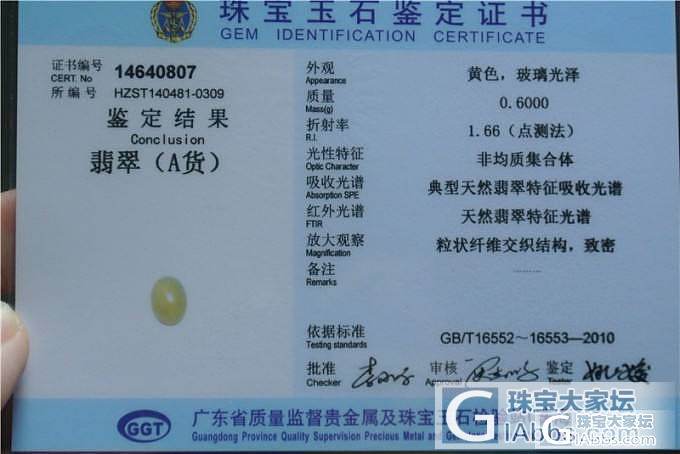 珠宝玉石鉴定证书
GEM IDENTIFICATION CERTIFICATE
证书编号
CERT. No
14640807
所编号 HZST140481-0309
鉴定结果
Conclusion
翡翠（A货）
外观
Appearance
黄色，玻璃光泽
质量
Mass(g)
0.6000
折射率
R.I.
1.66（点测法）
光性特征
Optic Character
非均质集合体
吸收光谱
Absorption SPE
典型天然翡翠特征吸收光谱
红外光谱
FTIR
天然翡翠特征光谱
放大观察
Magnification
粒状纤维交织结构，致密
备注
Remarks
依据标准
Testing standards
GB/T16552～16553—2010
批准
Checker
审核
Approval
鉴定
Tester
GGT
广东省质量监督贵金属及珠宝玉石检验
Guangdong Province Quality Supervision Precious Metal and
珠宝大家坛